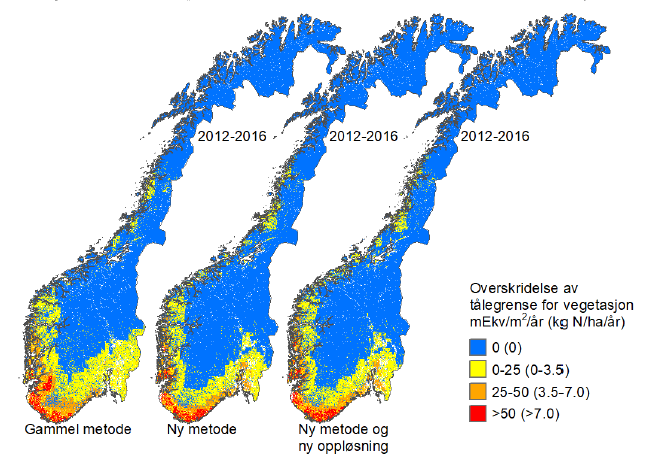 2012-2016
2012-2016
2012-2016
Overskridelse av
tålegrense for vegetasjon
mEkv/m²/år (kg N/ha/år)
0 (0)
0-25 (0-3.5)
25-50 (3.5-7.0)
>50 (>7.0)
Gammel metode
Ny metode
Ny metode og
ny oppløsning